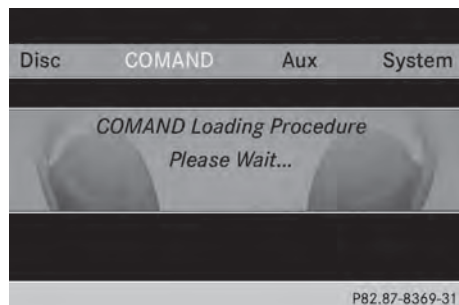 Disc COMAND Aux System
COMAND Loading Procedure
Please Wait...
P82.87-8369-31